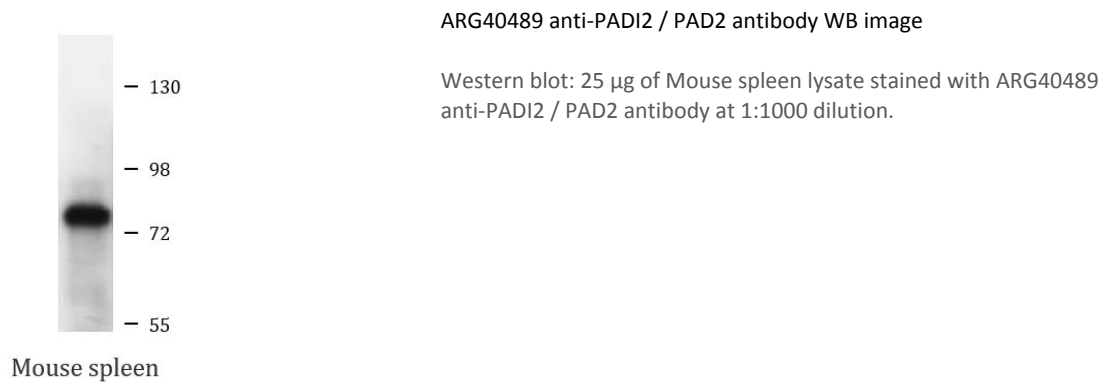 ARG40489 anti-PADI2 / PAD2 antibody WB image
Western blot: 25 µg of Mouse spleen lysate stained with ARG40489
anti-PADI2 / PAD2 antibody at 1:1000 dilution.
– 130
– 98
– 72
– 55
Mouse spleen